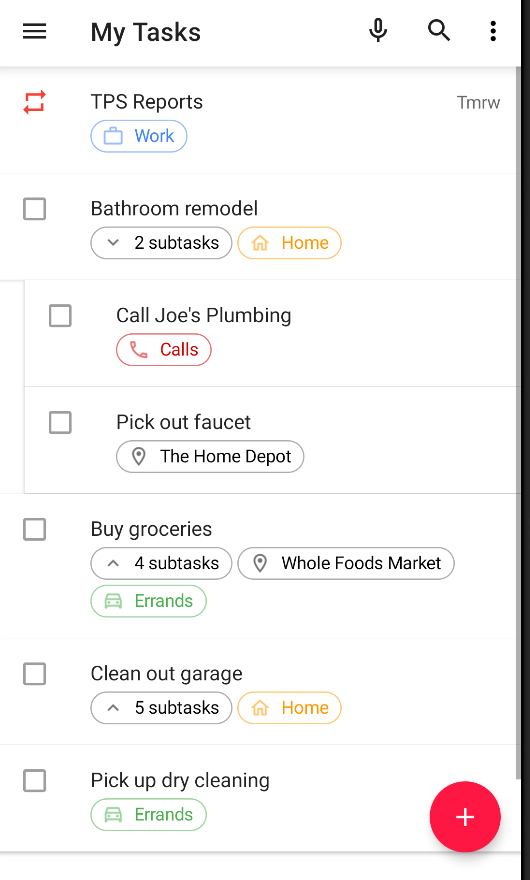 My Tasks
TPS Reports Tmrw
Work
Bathroom remodel
2 subtasks Home
Call Joe's Plumbing
Calls
Pick out faucet
The Home Depot
Buy groceries
4 subtasks Whole Foods Market
Errands
Clean out garage
5 subtasks Home
Pick up dry cleaning
Errands